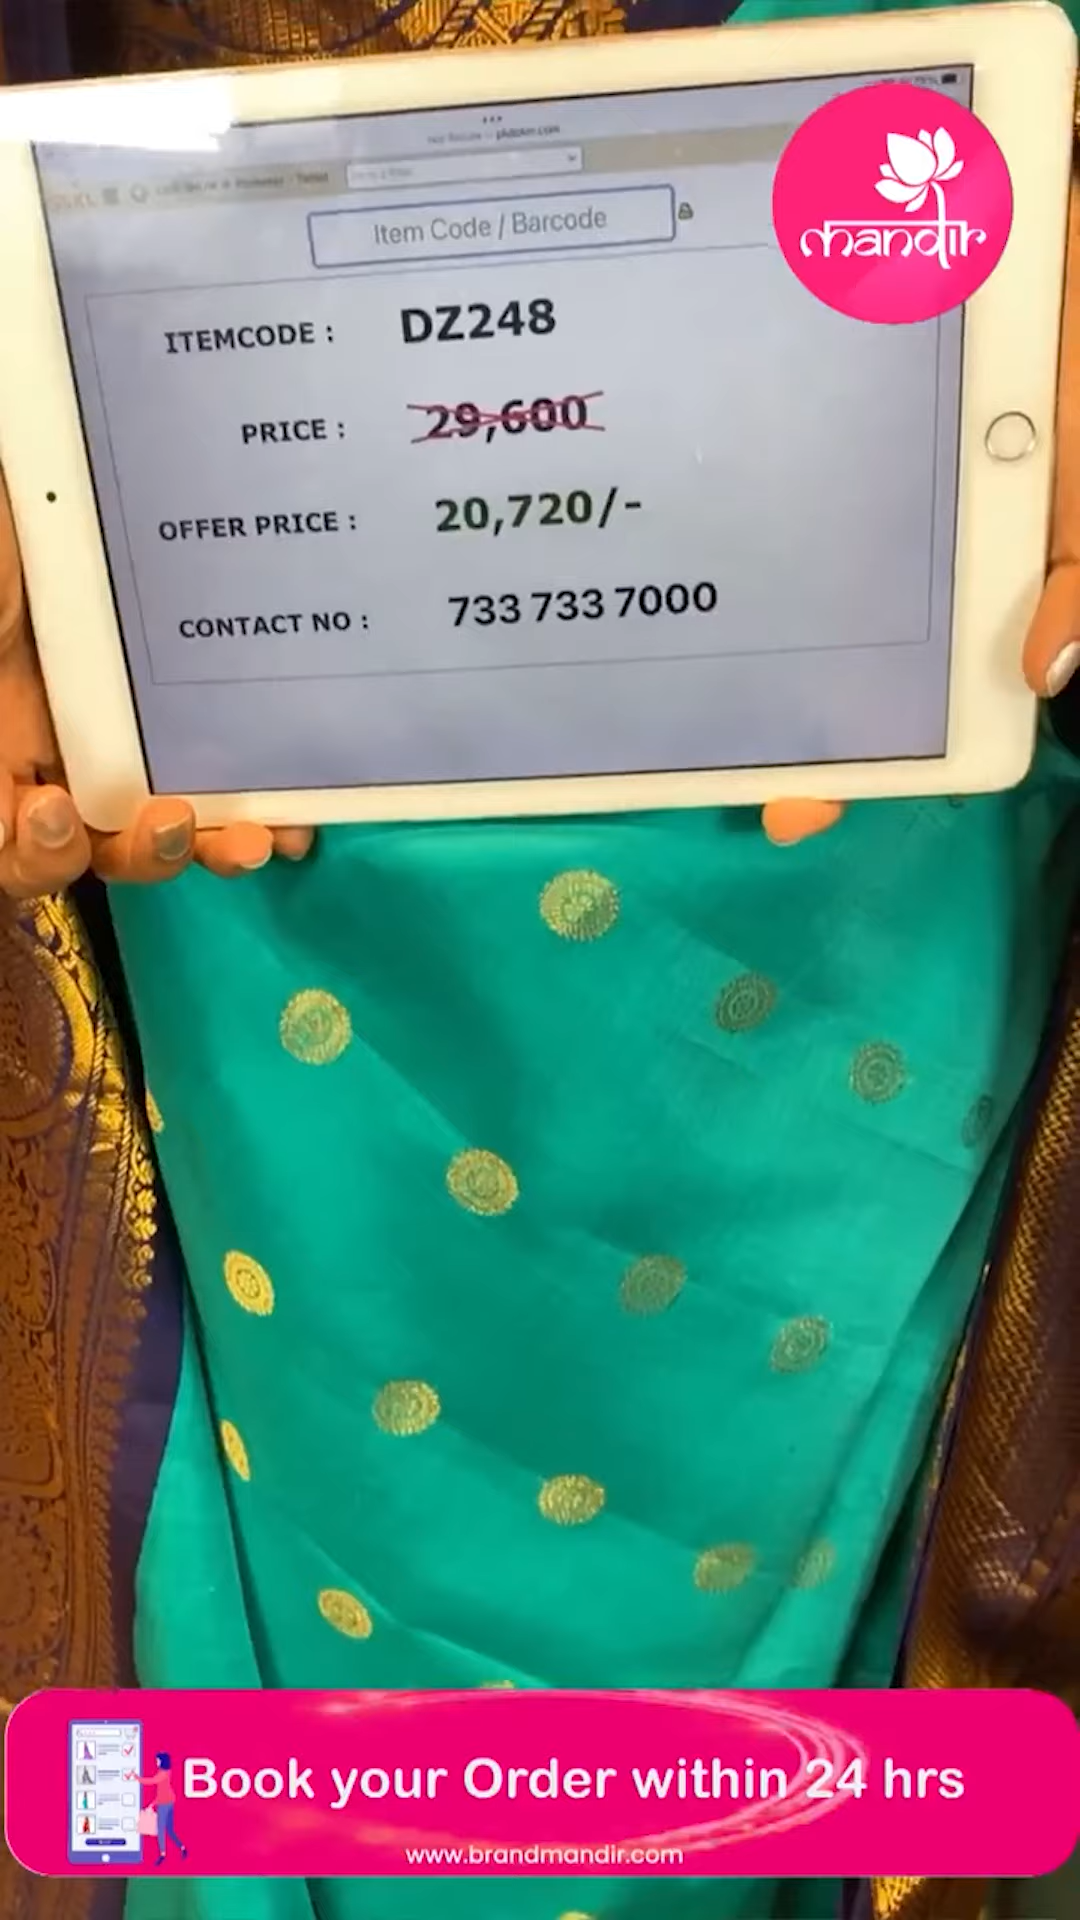 mandir
Item Code / Barcode
ITEMCODE : DZ248
PRICE : 29,600
OFFER PRICE : 20,720/-
CONTACT NO : 733 733 7000
Book your Order within 24 hrs
www.brandmandir.com